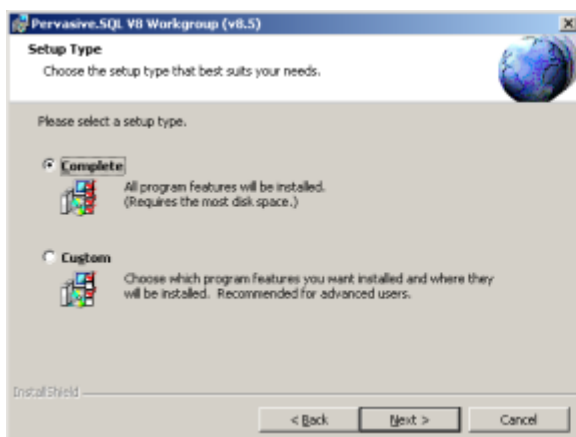 Pervasive.SQL V8 Workgroup (v8.5)
Setup Type
Choose the setup type that best suits your needs.
Please select a setup type.
Complete
All program features will be installed.
(Requires the most disk space.)
Custom
Choose which program features you want installed and where they
will be installed. Recommended for advanced users.
InstallShield
< Back
Next >
Cancel